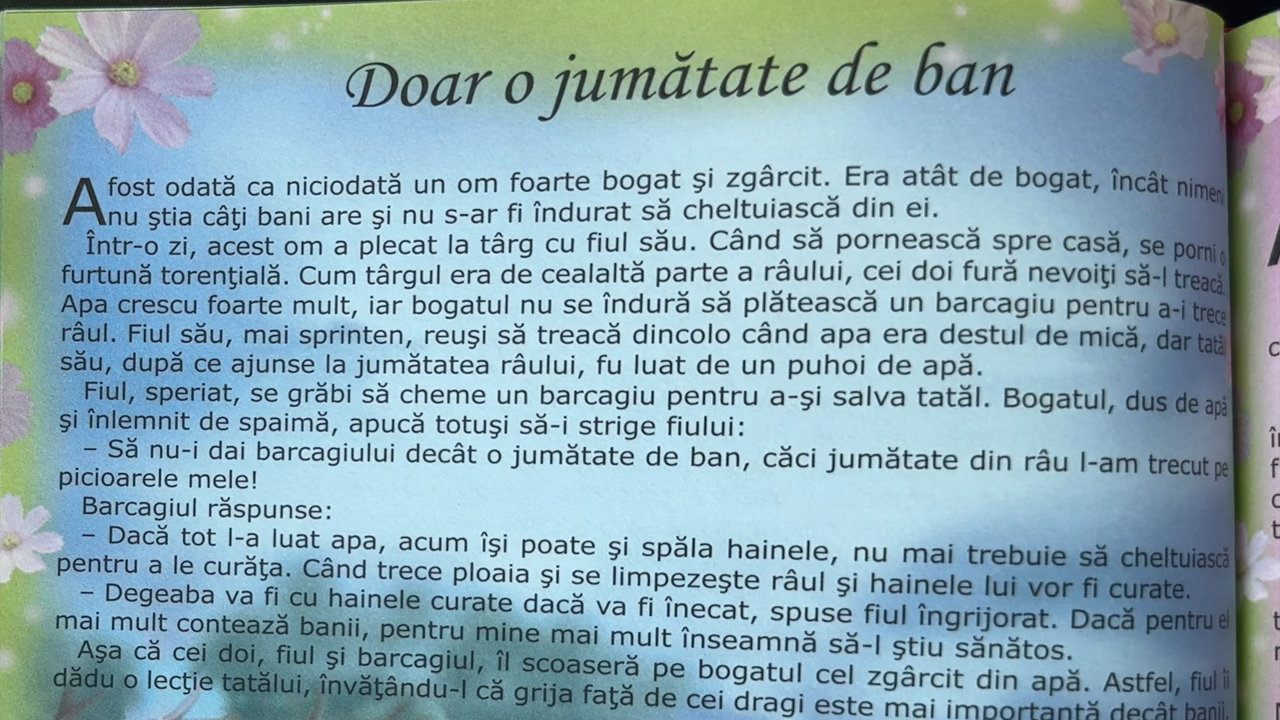 Doar o jumătate de ban
A fost odată ca niciodată un om foarte bogat şi zgârcit. Era atât de bogat, încât nimeni
nu ştia câţi bani are şi nu s-ar fi îndurat să cheltuiască din ei.
Într-o zi, acest om a plecat la târg cu fiul său. Când să pornească spre casă, se porni o
furtună torenţială. Cum târgul era de cealaltă parte a râului, cei doi fură nevoiţi să-l treacă.
Apa crescu foarte mult, iar bogatul nu se îndură să plătească un barcagiu pentru a-i trece
râul. Fiul său, mai sprinten, reuşi să treacă dincolo când apa era destul de mică, dar tatăl
său, după ce ajunse la jumătatea râului, fu luat de un puhoi de apă.
Fiul, speriat, se grăbi să cheme un barcagiu pentru a-şi salva tatăl. Bogatul, dus de apă
şi înlemnit de spaimă, apucă totuşi să-i strige fiului:
– Să nu-i dai barcagiului decât o jumătate de ban, căci jumătate din râu l-am trecut pe
picioarele mele!
Barcagiul răspunse:
– Dacă tot l-a luat apa, acum îşi poate şi spăla hainele, nu mai trebuie să cheltuiască
pentru a le curăţa. Când trece ploaia şi se limpezeşte râul şi hainele lui vor fi curate.
– Degeaba va fi cu hainele curate dacă va fi înecat, spuse fiul îngrijorat. Dacă pentru el
mai mult contează banii, pentru mine mai mult înseamnă să-l ştiu sănătos.
Aşa că cei doi, fiul şi barcagiul, îl scoaseră pe bogatul cel zgârcit din apă. Astfel, fiul îi
dădu o lecţie tatălui, învăţându-l că grija faţă de cei dragi este mai importantă decât banii.